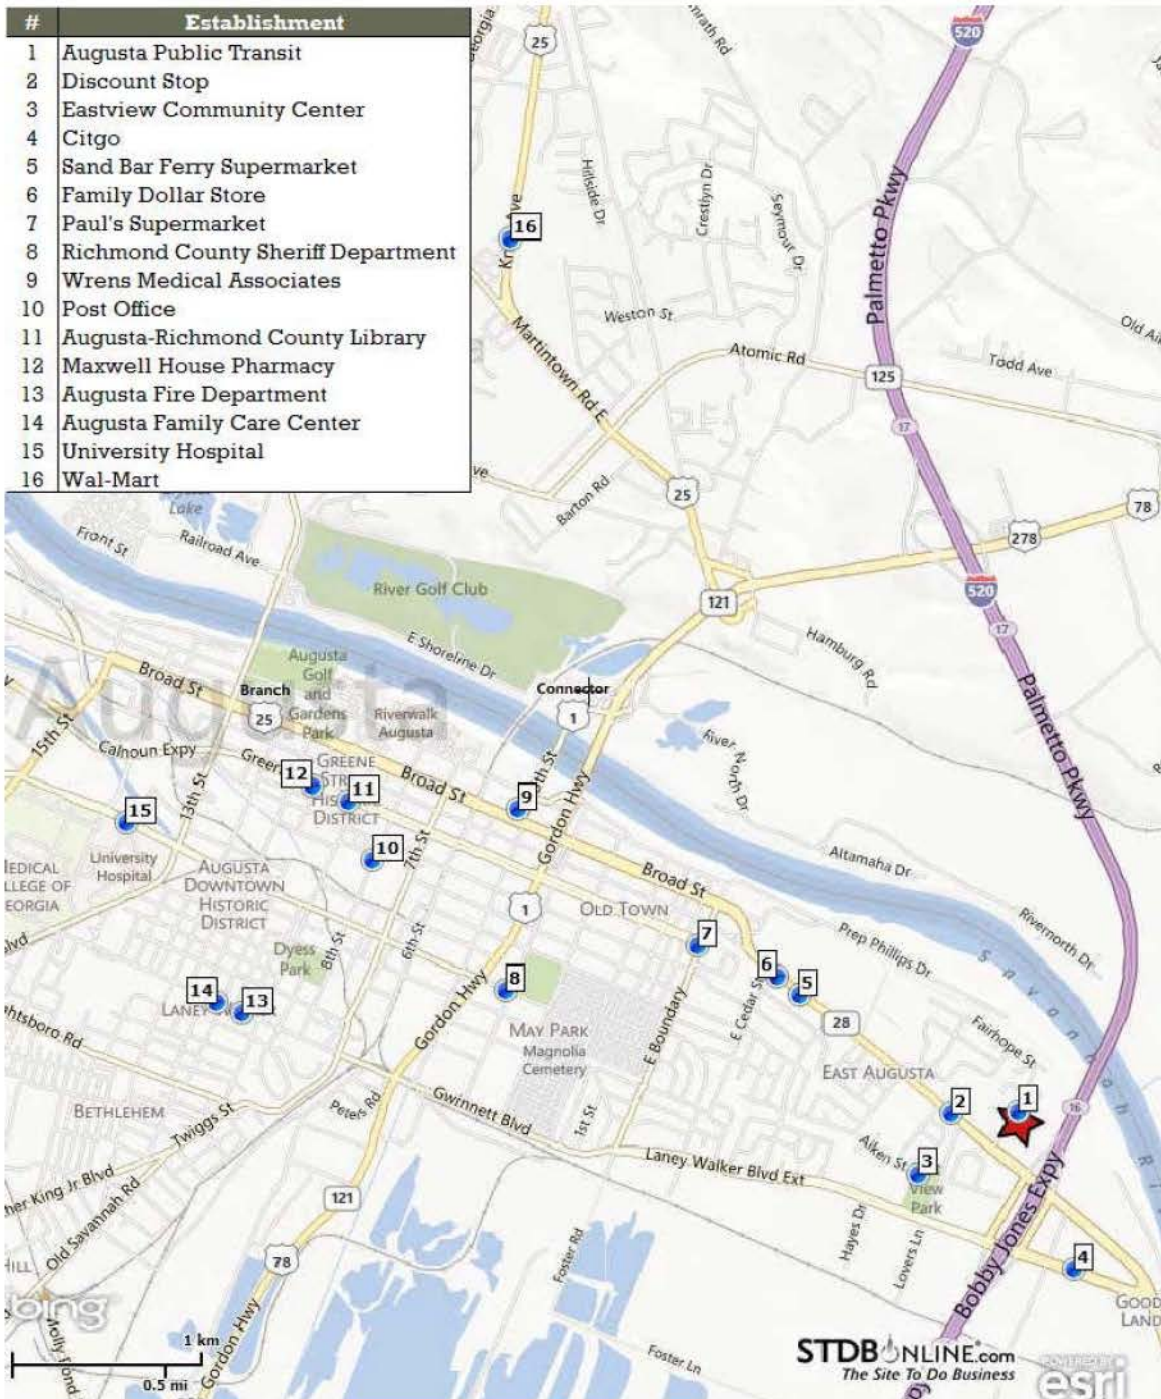 # Establishment
1 Augusta Public Transit
2 Discount Stop
3 Eastview Community Center
4 Citgo
5 Sand Bar Ferry Supermarket
6 Family Dollar Store
7 Paul's Supermarket
8 Richmond County Sheriff Department
9 Wrens Medical Associates
10 Post Office
11 Augusta-Richmond County Library
12 Maxwell House Pharmacy
13 Augusta Fire Department
14 Augusta Family Care Center
15 University Hospital
16 Wal-Mart
25
520
Hillside Dr
Crestlyn Dr
Seymour Dr
Palmetto Pkwy
16
Weston St
Martintown Rd E
Atomic Rd
125
Todd Ave
17
Barton Rd
25
78
278
Lake
Front St
Railroad Ave
River Golf Club
121
520
17
E Shoreline Dr
Hamburg Rd
Augusta
Augusta
Golf
and
Gardens
Park
Broad St
Branch
25
Riverwalk
Augusta
Connector
1
Palmetto Pkwy
15th St
Calhoun Expy
13th St
GREENE
HISTORIC
DISTRICT
12
11
Broad St
9
Gordon Hwy
River North Dr
15
10
7th St
University
Hospital
AUGUSTA
DOWNTOWN
HISTORIC
DISTRICT
Broad St
Altamaha Dr
1
OLD TOWN
Rivernorth Dr
Prep Phillips Dr
Savannah Ri
Dyess
Park
8th St
6th St
7
6
5
8
14
13
Gordon Hwy
MAY PARK
Magnolia
Cemetery
E Boundary
E Cedar St
28
Fairhope St
EAST AUGUSTA
BETHLEHEM
Twiggs St
Peters Rd
Gwinnett Blvd
1st St
2
1
16
Laney Walker Blvd Ext
Aiken St
3
View
Park
121
Old Savannah Rd
Hayes Dr
Lovers Ln
Bobby Jones Expy
4
78
Foster Rd
GOOD
LAND
bing
Gordon Hwy
1 km
0.5 mi
Foster Ln
STDBONLINE.com
The Site To Do Business
POWERED BY
esri